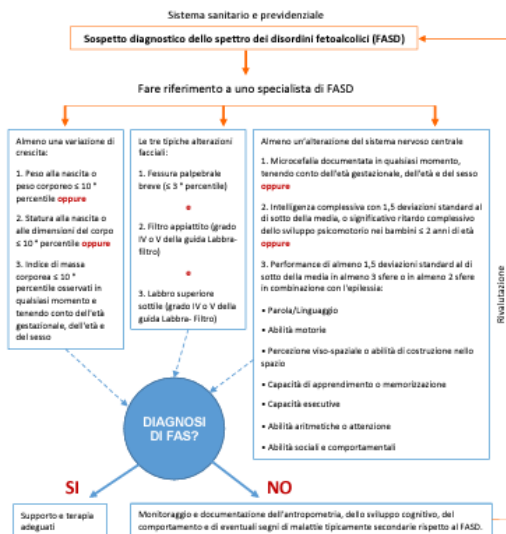 Sistema sanitario e previdenziale
Sospetto diagnostico dello spettro dei disordini fetoalcolici (FASD)
Fare riferimento a uno specialista di FASD
Almeno una variazione di
crescita:
1. Peso alla nascita o
peso corporeo ≤ 10 °
percentile oppure
2. Statura alla nascita o
alle dimensioni del corpo
≤ 10 ° percentile oppure
3. Indice di massa
corporea ≤ 10 °
percentile osservati in
qualsiasi momento e
tenendo conto dell'età
gestazionale, dell'età e
del sesso
Le tre tipiche alterazioni
facciali:
1. Fessura palpebrale
breve (≤ 3 ° percentile)
e
2. Filtro appiattito (grado
IV o V della guida Labbra-
filtro)
e
3. Labbro superiore
sottile (grado IV o V della
guida Labbra- Filtro)
Almeno un'alterazione del sistema nervoso centrale
1. Microcefalia documentata in qualsiasi momento,
tenendo conto dell'età gestazionale, dell'età e del sesso
oppure
2. Intelligenza complessiva con 1,5 deviazioni standard al
di sotto della media, o significativo ritardo complessivo
dello sviluppo psicomotorio nei bambini ≤ 2 anni di età
oppure
3. Performance di almeno 1,5 deviazioni standard al di
sotto della media in almeno 3 sfere o in almeno 2 sfere
in combinazione con l'epilessia:
• Parola/Linguaggio
• Abilità motorie
• Percezione viso-spaziale o abilità di costruzione nello
spazio
• Capacità di apprendimento o memorizzazione
• Capacità esecutive
• Abilità aritmetiche o attenzione
• Abilità sociali e comportamentali
Rivalutazione
DIAGNOSI
DI FAS?
SI
NO
Supporto e terapia
adeguati
Monitoraggio e documentazione dell'antropometria, dello sviluppo cognitivo, del
comportamento e di eventuali segni di malattie tipicamente secondarie rispetto al FASD.